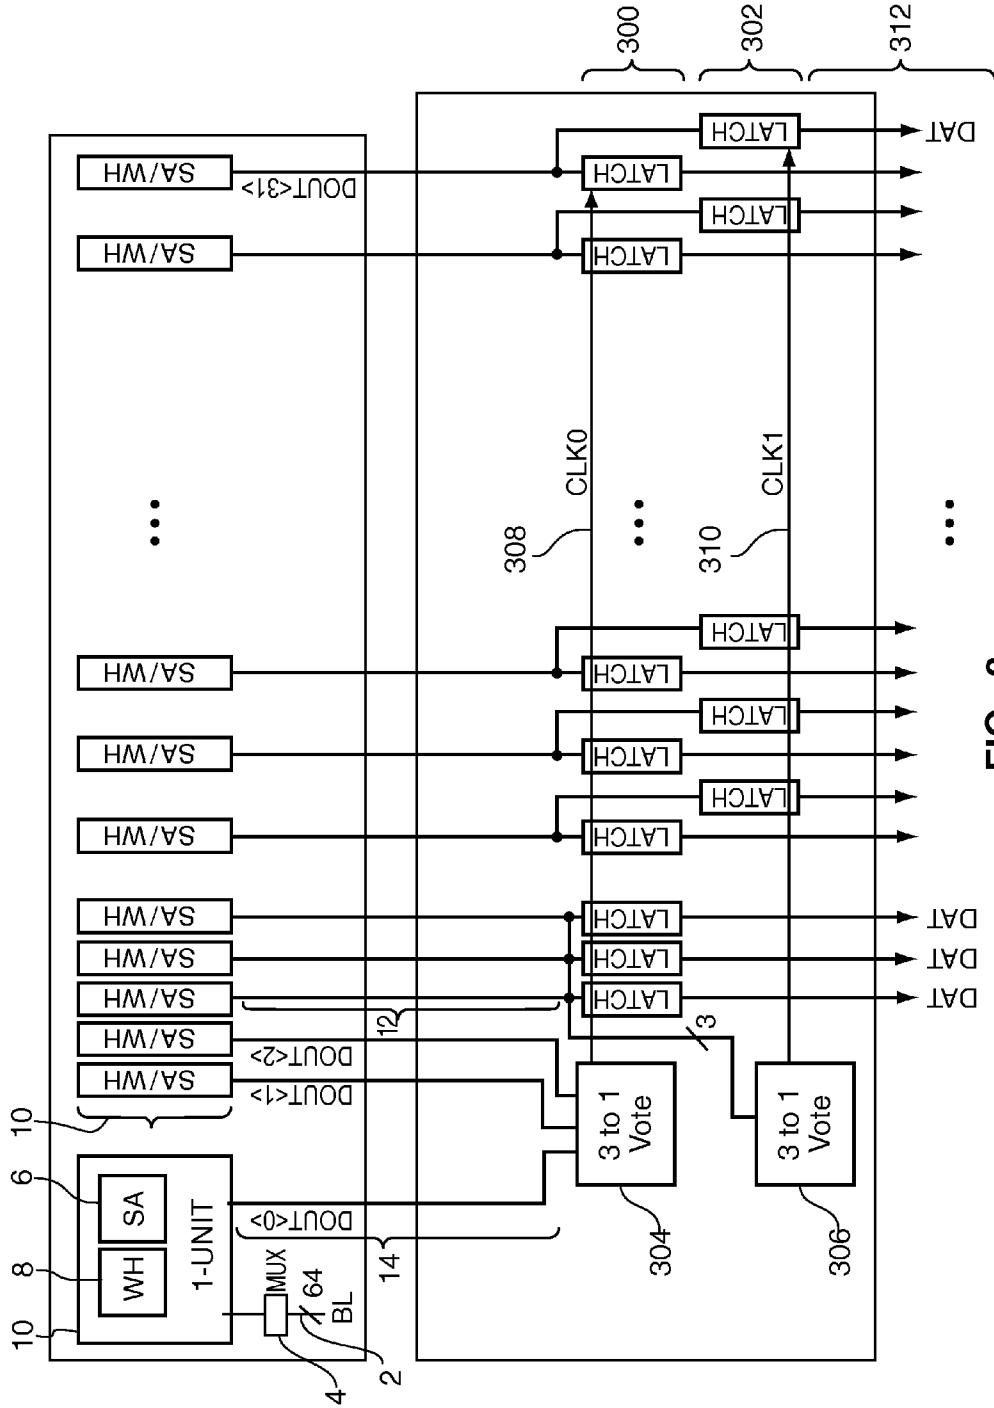 10
8
6
10
WH
SA
1-UNIT
SA/WH
SA/WH
SA/WH
SA/WH
SA/WH
SA/WH
SA/WH
SA/WH
SA/WH
SA/WH
4
MUX
2
64
BL
14
DOUT<0>
DOUT<1>
DOUT<2>
12
DOUT<31>
304
3 to 1
Vote
308
CLK0
LATCH
LATCH
LATCH
LATCH
LATCH
LATCH
LATCH
LATCH
300
3
306
3 to 1
Vote
310
CLK1
LATCH
LATCH
LATCH
LATCH
LATCH
302
312
DAT
DAT
DAT
DAT
FIG.